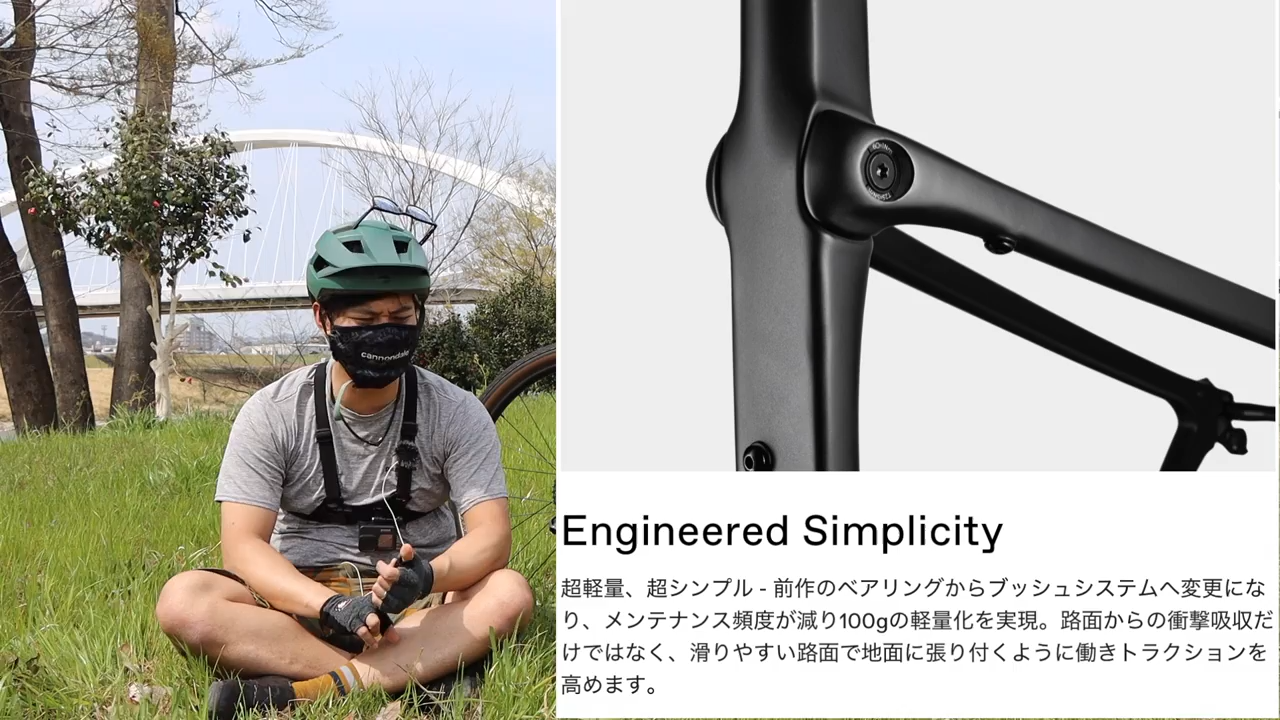 cannondale
Engineered Simplicity
超軽量、超シンプル - 前作のベアリングからブッシュシステムへ変更にな
り、メンテナンス頻度が減り100gの軽量化を実現。路面からの衝撃吸収だ
けではなく、滑りやすい路面で地面に張り付くように働きトラクションを
高めます。